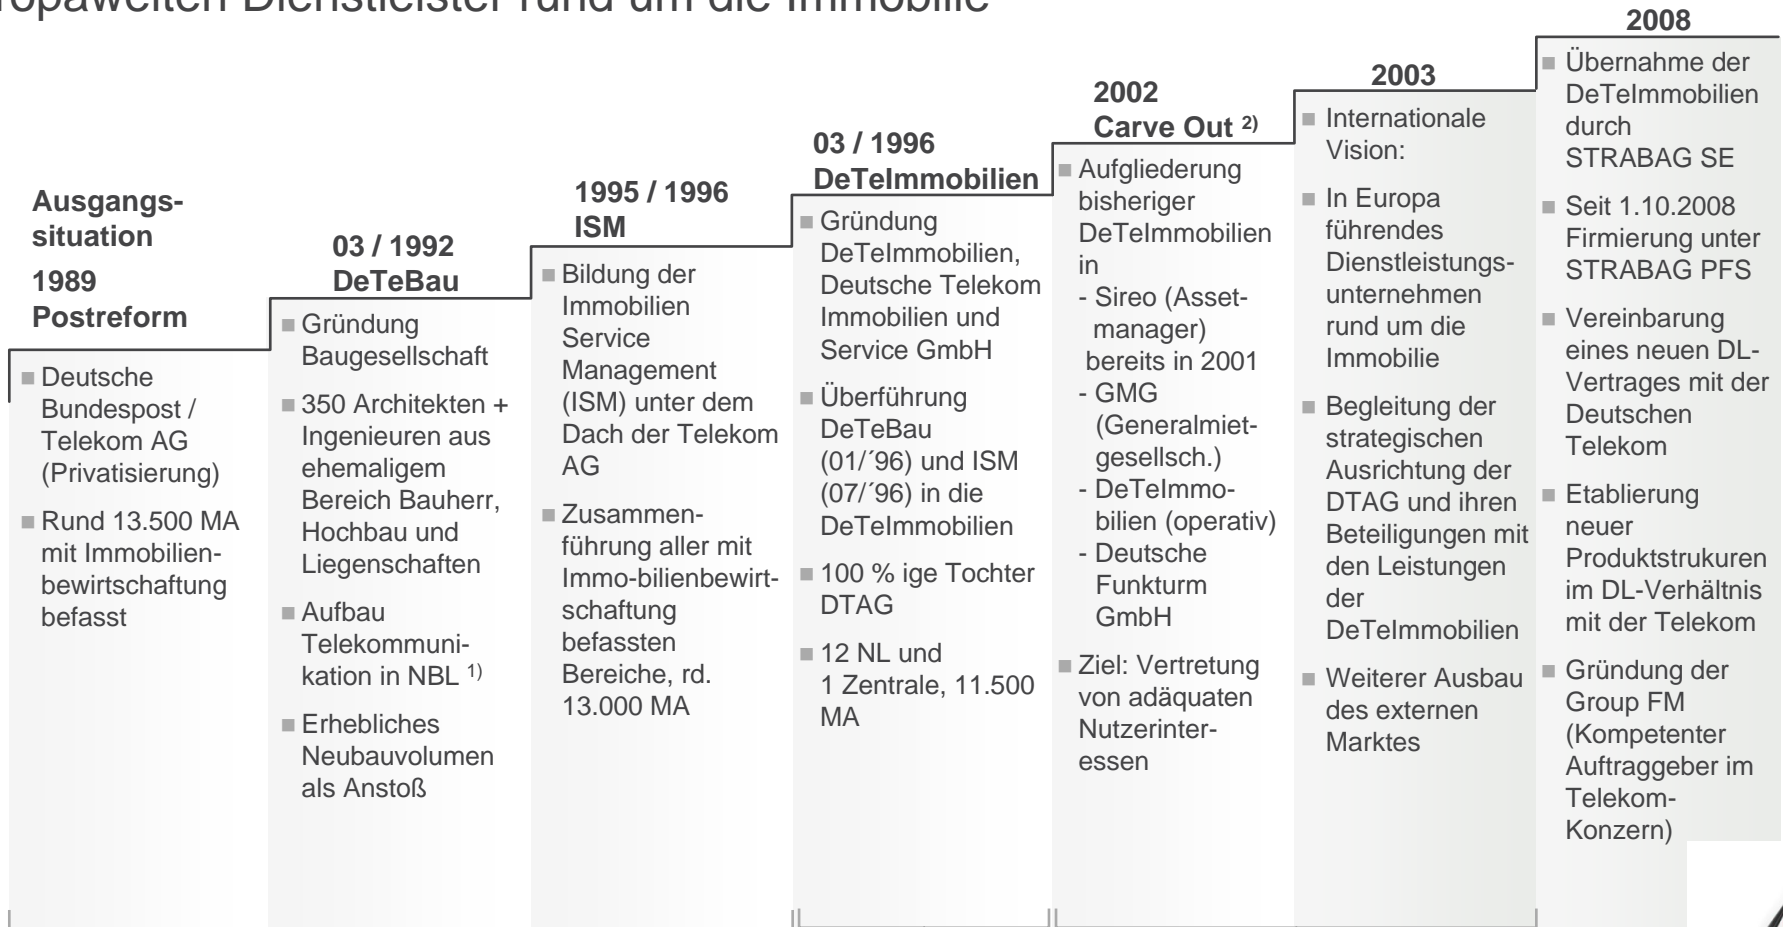 ropaweiten Dienstleister rund um die Immobilie
Ausgangs-
situation
1989
Postreform
■ Deutsche
Bundespost /
Telekom AG
(Privatisierung)
■ Rund 13.500 MA
mit Immobilien-
bewirtschaftung
befasst
03 / 1992
DeTeBau
■ Gründung
Baugesellschaft
■ 350 Architekten +
Ingenieuren aus
ehemaligem
Bereich Bauherr,
Hochbau und
Liegenschaften
■ Aufbau
Telekommuni-
kation in NBL 1)
■ Erhebliches
Neubauvolumen
als Anstoß
1995 / 1996
ISM
■ Bildung der
Immobilien
Service
Management
(ISM) unter dem
Dach der Telekom
AG
■ Zusammen-
führung aller mit
Immo-bilienbewirt-
schaftung
befassten
Bereiche, rd.
13.000 MA
03 / 1996
DeTeImmobilien
■ Gründung
DeTeImmobilien,
Deutsche Telekom
Immobilien und
Service GmbH
■ Überführung
DeTeBau
(01/´96) und ISM
(07/´96) in die
DeTeImmobilien
■ 100 % ige Tochter
DTAG
■ 12 NL und
1 Zentrale, 11.500
MA
2002
Carve Out 2)
■ Aufgliederung
bisheriger
DeTeImmobilien
in
- Sireo (Asset-
manager)
bereits in 2001
- GMG
(Generalmiet-
gesellsch.)
- DeTeImmo-
bilien (operativ)
- Deutsche
Funkturm
GmbH
■ Ziel: Vertretung
von adäquaten
Nutzerinter-
essen
2003
■ Internationale
Vision:
■ In Europa
führendes
Dienstleistungs-
unternehmen
rund um die
Immobilie
■ Begleitung der
strategischen
Ausrichtung der
DTAG und ihren
Beteiligungen mit
den Leistungen
der
DeTeImmobilien
■ Weiterer Ausbau
des externen
Marktes
2008
■ Übernahme der
DeTeImmobilien
durch
STRABAG SE
■ Seit 1.10.2008
Firmierung unter
STRABAG PFS
■ Vereinbarung
eines neuen DL-
Vertrages mit der
Deutschen
Telekom
■ Etablierung
neuer
Produktstrukuren
im DL-Verhältnis
mit der Telekom
■ Gründung der
Group FM
(Kompetenter
Auftraggeber im
Telekom-
Konzern)